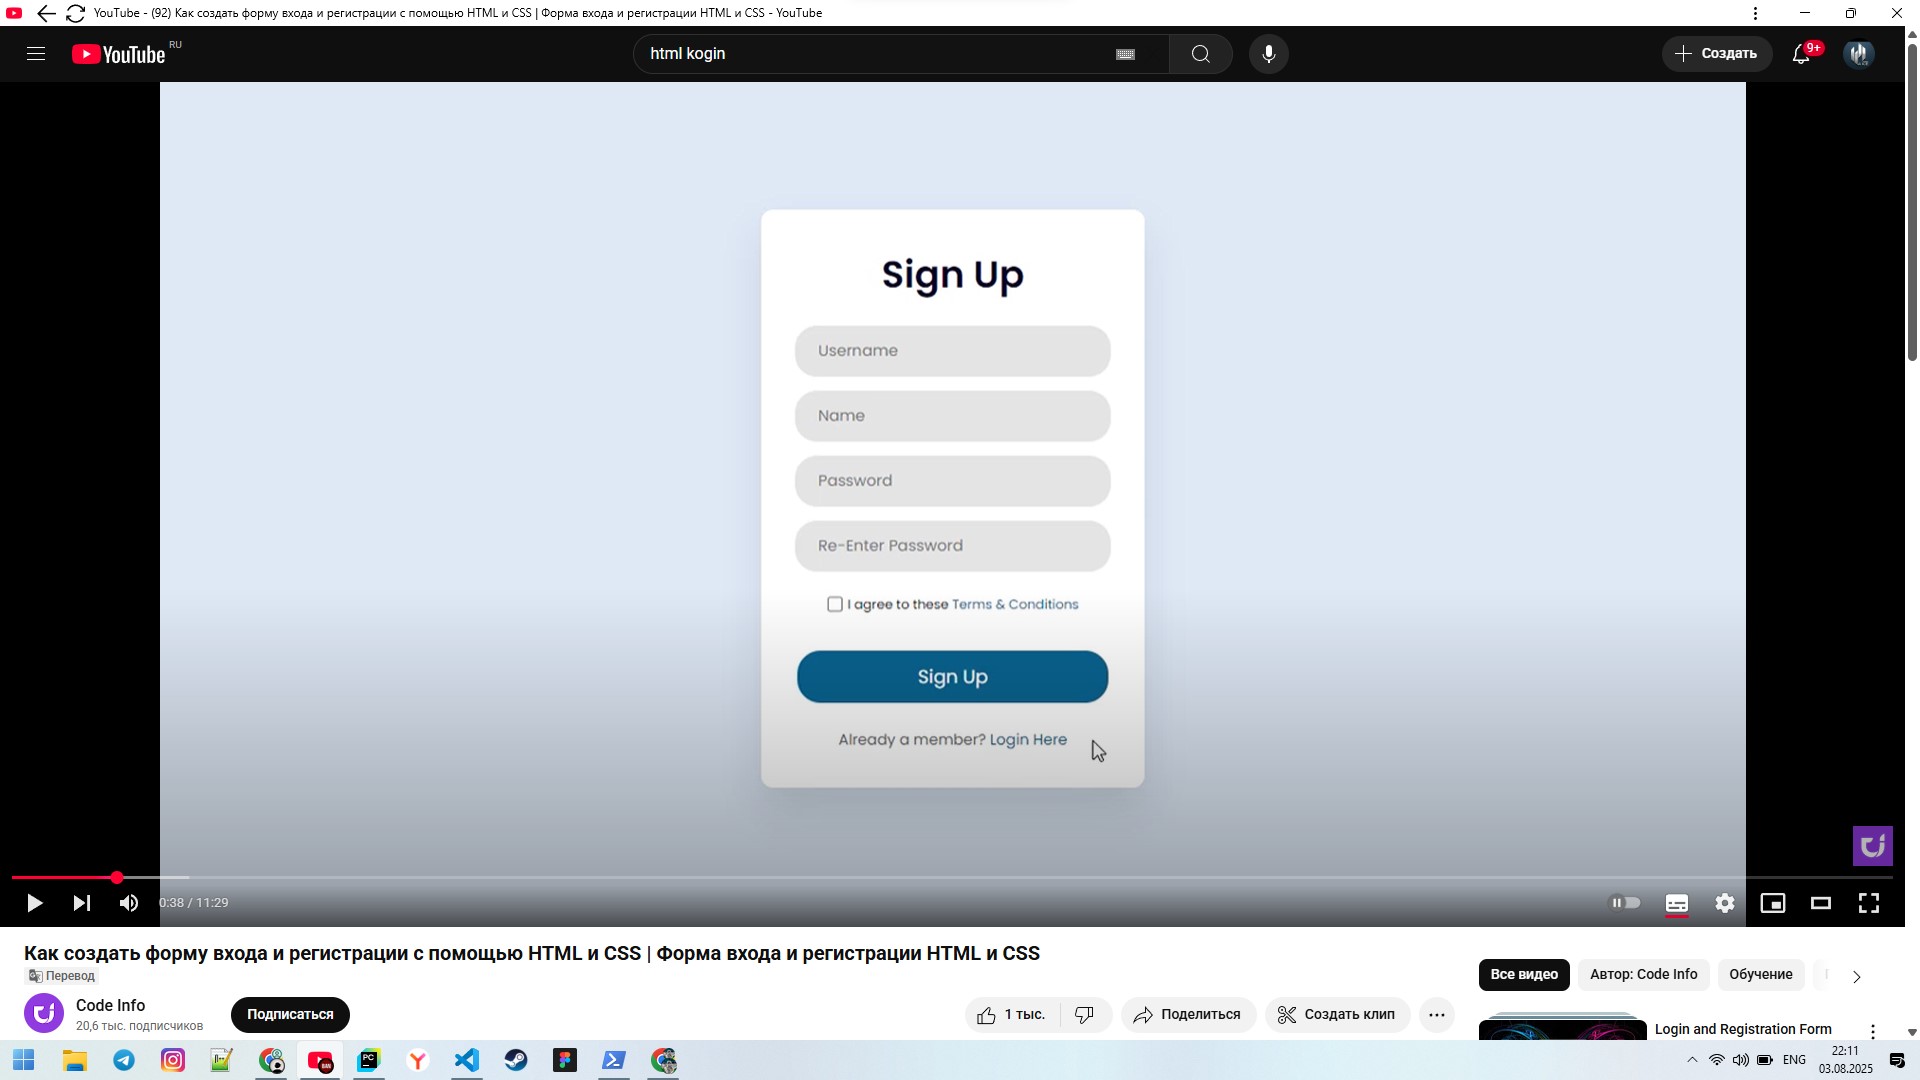 YouTube - (92) Как создать форму входа и регистрации с помощью HTML и CSS | Форма входа и регистрации HTML и CSS - YouTube
YouTube RU
html kogin
Создать
9+
Sign Up
Username
Name
Password
Re-Enter Password
I agree to these Terms & Conditions
Sign Up
Already a member? Login Here
0:38 / 11:29
Как создать форму входа и регистрации с помощью HTML и CSS | Форма входа и регистрации HTML и CSS
Перевод
Code Info
20,6 тыс. подписчиков
Подписаться
1 тыс.
Поделиться
Создать клип
Все видео
Автор: Code Info
Обучение
Login and Registration Form
PC
ENG
22:11
03.08.2025